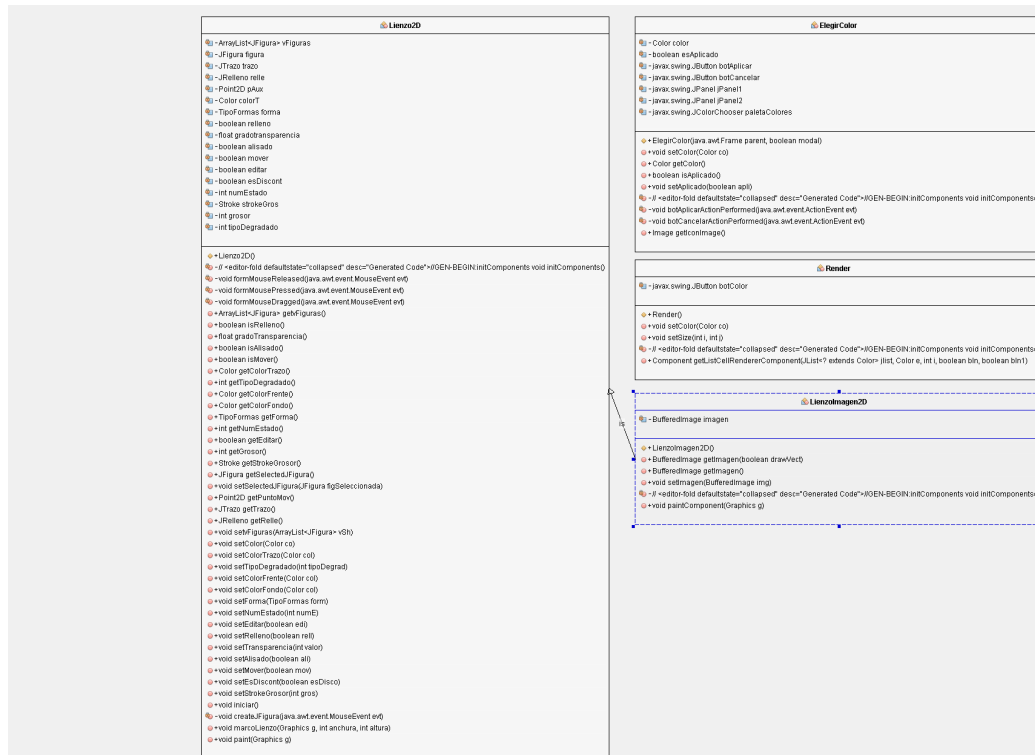 Lienzo2D
-ArrayList<JFigura> vFiguras
-JFigura figura
-JTrazo trazo
-JRelleno relle
-Point2D pAux
-Color colorT
-TipoFormas forma
-boolean relleno
-float gradotransparencia
-boolean alisado
-boolean mover
-boolean editar
-boolean esDiscont
-int numEstado
-Stroke strokeGros
-int grosor
-int tipoDegradado
+Lienzo2D()
-// <editor-fold defaultstate="collapsed" desc="Generated Code">//GEN-BEGIN:initComponents void initComponents()
-void formMouseReleased(java.awt.event.MouseEvent evt)
-void formMousePressed(java.awt.event.MouseEvent evt)
-void formMouseDragged(java.awt.event.MouseEvent evt)
+ArrayList<JFigura> getvFiguras()
+boolean isRelleno()
+float gradoTransparencia()
+boolean isAlisado()
+boolean isMover()
+Color getColorTrazo()
+int getTipoDegradado()
+Color getColorFrente()
+Color getColorFondo()
+TipoFormas getForma()
+int getNumEstado()
+boolean getEditar()
+int getGrosor()
+Stroke getStrokeGrosor()
+JFigura getSelectedJFigura()
+void setSelectedJFigura(JFigura figSeleccionada)
+Point2D getPuntoMov()
+JTrazo getTrazo()
+JRelleno getRelle()
+void setvFiguras(ArrayList<JFigura> vSh)
+void setColor(Color co)
+void setColorTrazo(Color col)
+void setTipoDegradado(int tipoDegrad)
+void setColorFrente(Color col)
+void setColorFondo(Color col)
+void setForma(TipoFormas form)
+void setNumEstado(int numE)
+void setEditar(boolean edi)
+void setRelleno(boolean rell)
+void setTransparencia(int valor)
+void setAlisado(boolean ali)
+void setMover(boolean mov)
+void setEsDiscont(boolean esDisco)
+void setStrokeGrosor(int gros)
+void iniciar()
-void createJFigura(java.awt.event.MouseEvent evt)
+void marcoLienzo(Graphics g, int anchura, int altura)
+void paint(Graphics g)
ElegirColor
-Color color
-boolean esAplicado
-javax.swing.JButton botAplicar
-javax.swing.JButton botCancelar
-javax.swing.JPanel jPanel1
-javax.swing.JPanel jPanel2
-javax.swing.JColorChooser paletaColores
+ElegirColor(java.awt.Frame parent, boolean modal)
+void setColor(Color co)
+Color getColor()
+boolean isAplicado()
+void setAplicado(boolean apli)
-// <editor-fold defaultstate="collapsed" desc="Generated Code">//GEN-BEGIN:initComponents void initComponents
-void botAplicarActionPerformed(java.awt.event.ActionEvent evt)
-void botCancelarActionPerformed(java.awt.event.ActionEvent evt)
+Image getIconImage()
Render
-javax.swing.JButton botColor
+Render()
+void setColor(Color co)
+void setSize(int i, int j)
-// <editor-fold defaultstate="collapsed" desc="Generated Code">//GEN-BEGIN:initComponents void initComponents
+Component getListCellRendererComponent(JList<? extends Color> jlist, Color e, int i, boolean bln, boolean bln1)
is
LienzoImagen2D
-BufferedImage imagen
+LienzoImagen2D()
+BufferedImage getImagen(boolean drawVect)
+BufferedImage getImagen()
+void setImagen(BufferedImage img)
-// <editor-fold defaultstate="collapsed" desc="Generated Code">//GEN-BEGIN:initComponents void initComponents
+void paintComponent(Graphics g)